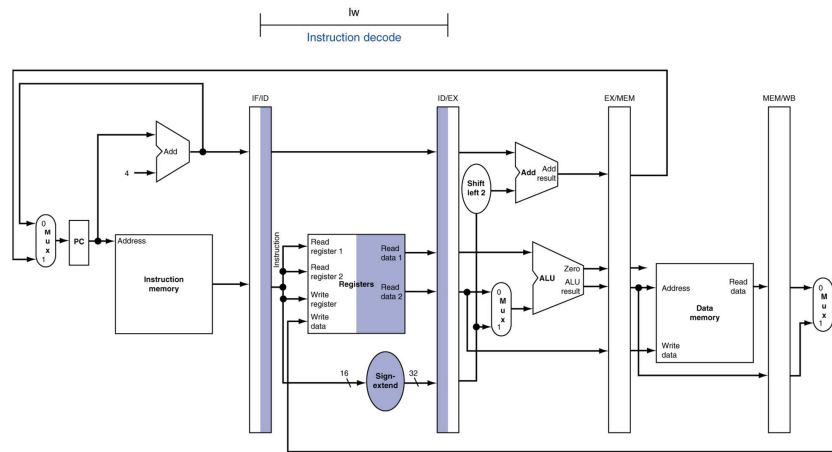 lw
Instruction decode
IF/ID
ID/EX
EX/MEM
MEM/WB
Add
4
Add
Add
result
Shift
left 2
0
M
u
x
1
PC
Address
Instruction
memory
Instruction
Read
register 1
Read
register 2
Write
register
Write
data
Registers
Read
data 1
Read
data 2
0
M
u
x
1
Zero
ALU
ALU
result
Address
Write
data
Data
memory
Read
data
0
M
u
x
1
16
Sign-
extend
32